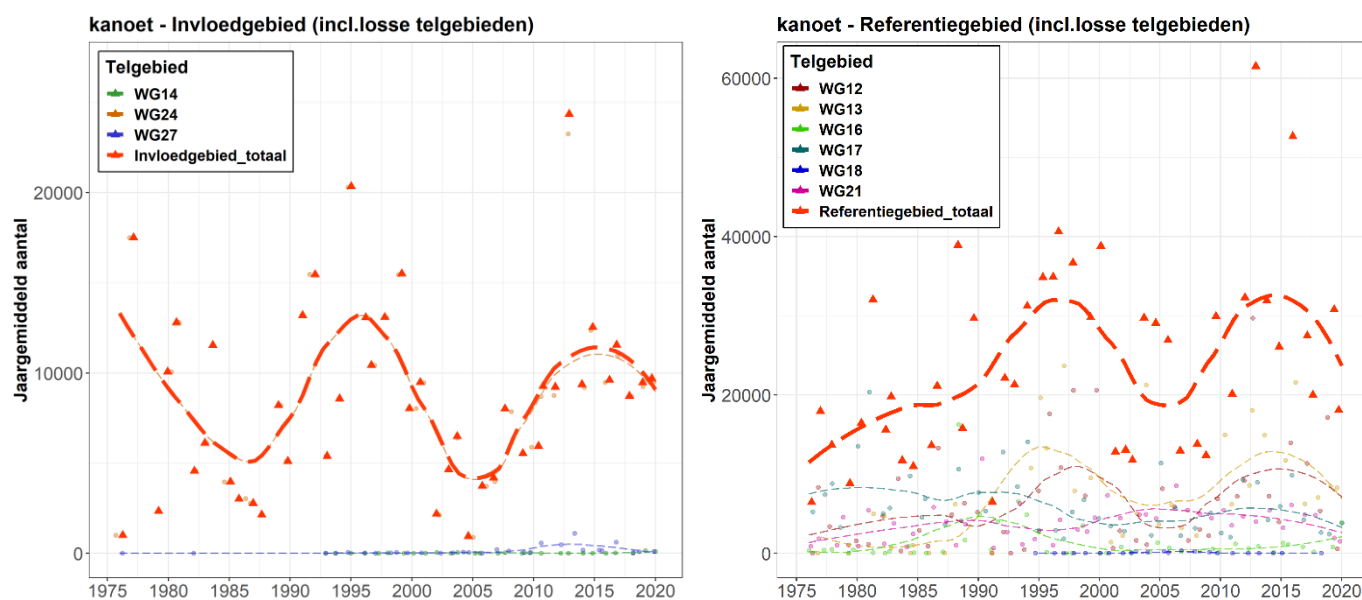 kanoet - Invloedgebied (incl.losse telgebieden)
Jaargemiddeld aantal
Telgebied
WG14
WG24
WG27
Invloedgebied_totaal
20000
10000
0
1975 1980 1985 1990 1995 2000 2005 2010 2015 2020
kanoet - Referentiegebied (incl.losse telgebieden)
Jaargemiddeld aantal
Telgebied
WG12
WG13
WG16
WG17
WG18
WG21
Referentiegebied_totaal
60000
40000
20000
0
1975 1980 1985 1990 1995 2000 2005 2010 2015 2020